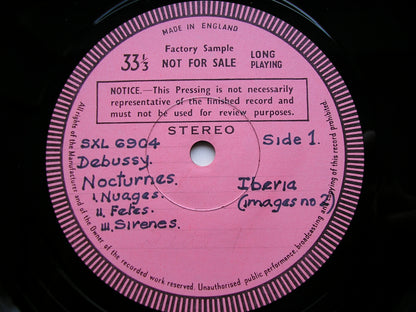 MADE IN ENGLAND
Factory Sample
33 1/3 NOT FOR SALE LONG PLAYING
NOTICE.—This Pressing is not necessarily
representative of the finished record and
must not be used for review purposes.
STEREO
SXL 6904 Side 1.
Debussy.
Nocturnes. Iberia
I. Nuages. (images no 2)
II. Fetes.
III. Sirenes.
All rights of the Manufacturer and of the Owner of the recorded work reserved. Unauthorised public performance, broadcasting and copying of this record prohibited.